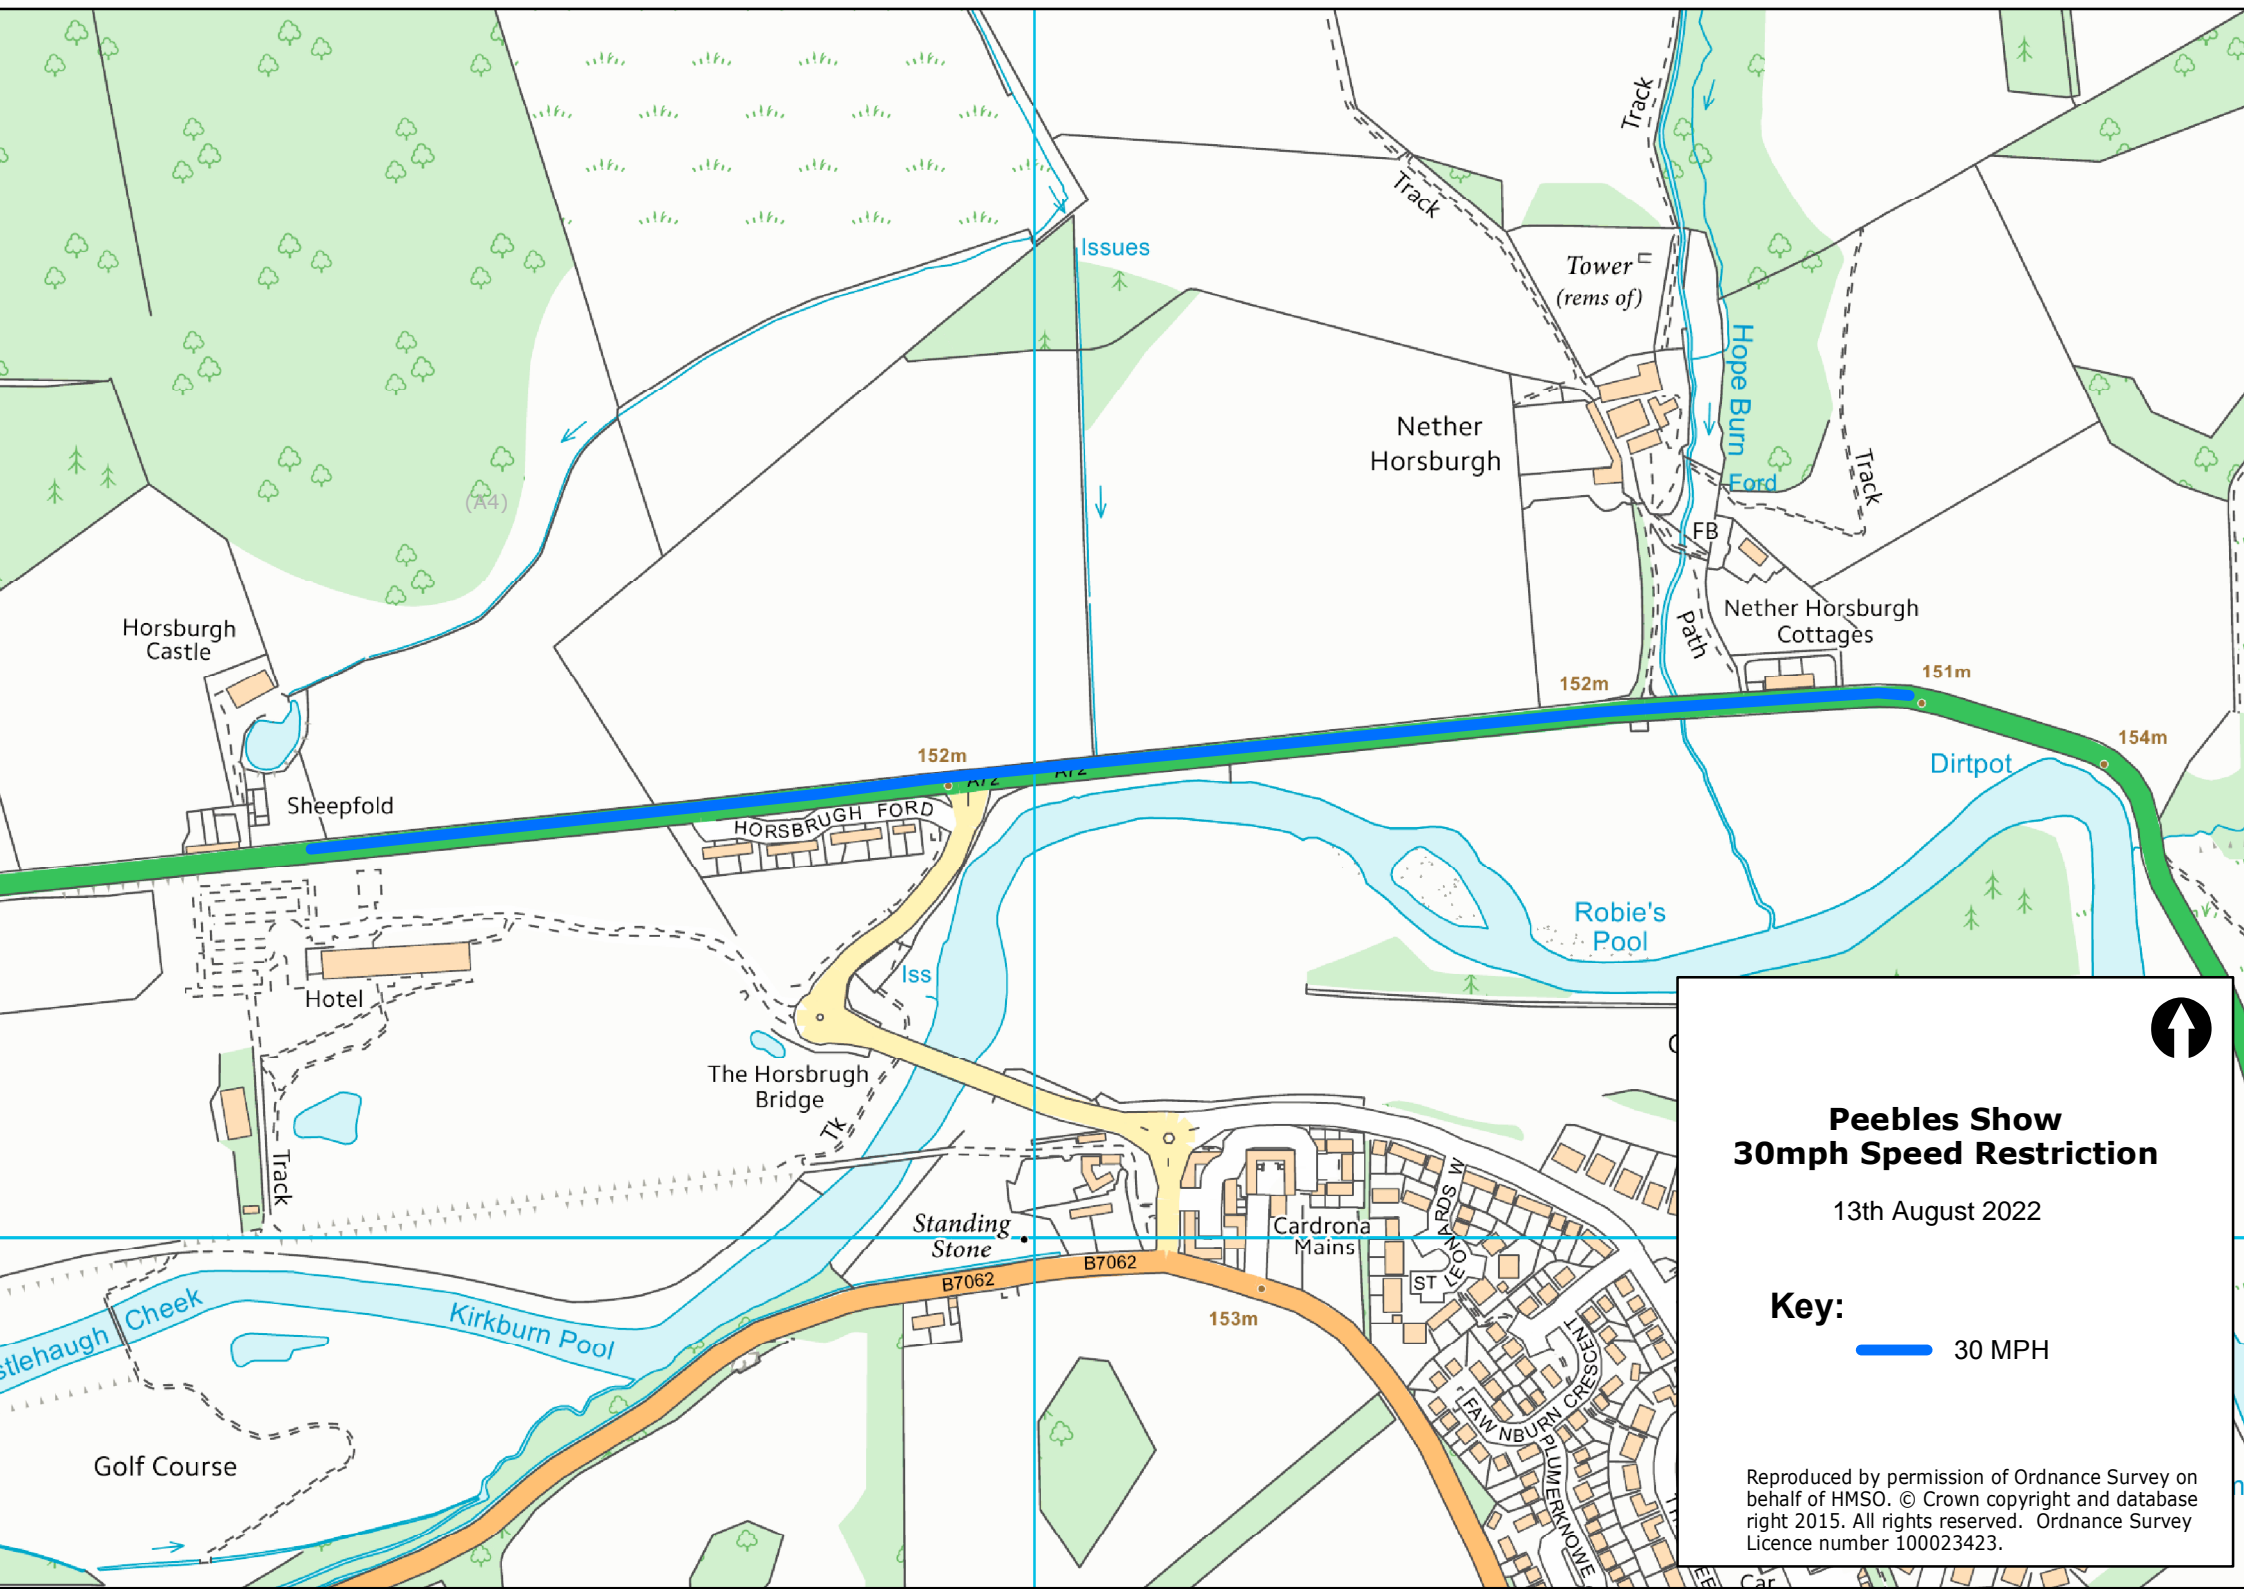 Track
Track
Issues
Tower
(rems of)
Hope Burn
Nether
Horsburgh
Track
Ford
(A4)
FB
Horsburgh
Castle
Nether Horsburgh
Cottages
Path
152m
151m
154m
152m
Dirtpot
A72
A72
Sheepfold
HORSBRUGH FORD
Robie's
Pool
Iss
Hotel
The Horsbrugh
Bridge
Tk
Track
Standing
Stone
Cardrona
Mains
ST LEONARDS W
B7062
B7062
153m
Cheek
Kirkburn Pool
FAWNBURN CRESCENT
PLUMERKNOWE
Golf Course
Car
Peebles Show
30mph Speed Restriction
13th August 2022
Key:
30 MPH
Reproduced by permission of Ordnance Survey on
behalf of HMSO. © Crown copyright and database
right 2015. All rights reserved. Ordnance Survey
Licence number 100023423.